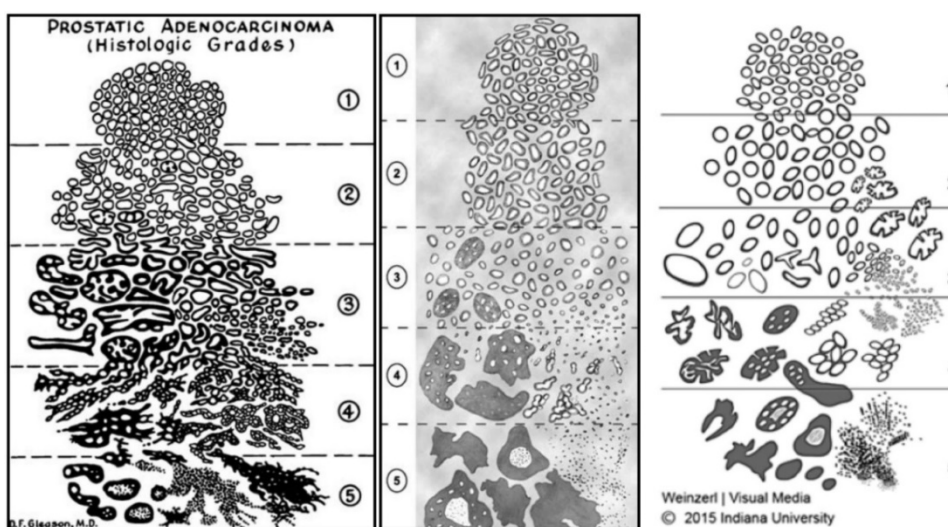 PROSTATIC ADENOCARCINOMA
(HISTOLOGIC GRADES)
1
2
3
4
5
D.F. Gleason, M.D.
1
2
3
4
5
Weinzerl | Visual Media
© 2015 Indiana University